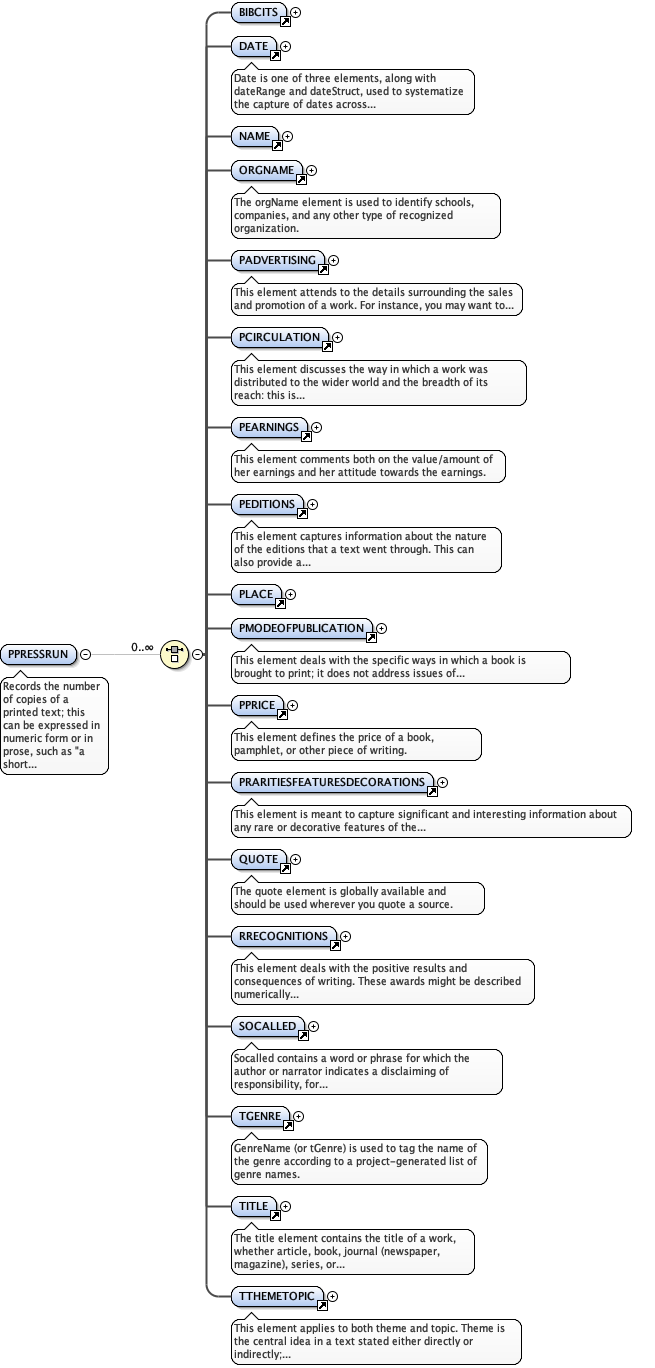 BIBCITS
DATE
Date is one of three elements, along with
dateRange and dateStruct, used to systematize
the capture of dates across...
NAME
ORGNAME
The orgName element is used to identify schools,
companies, and any other type of recognized
organization.
PADVERTISING
This element attends to the details surrounding the sales
and promotion of a work. For instance, you may want to...
PCIRCULATION
This element discusses the way in which a work was
distributed to the wider world and the breadth of its
reach: this is...
PEARNINGS
This element comments both on the value/amount of
her earnings and her attitude towards the earnings.
PEDITIONS
This element captures information about the nature
of the editions that a text went through. This can
also provide a...
PLACE
PMODEOFPUBLICATION
PPRESSRUN
0..∞
Records the number
of copies of a
printed text; this
can be expressed in
numeric form or in
prose, such as "a
short...
This element deals with the specific ways in which a book is
brought to print; it does not address issues of...
PPRICE
This element defines the price of a book,
pamphlet, or other piece of writing.
PRARITIESFEATURESDECORATIONS
This element is meant to capture significant and interesting information about
any rare or decorative features of the...
QUOTE
The quote element is globally available and
should be used wherever you quote a source.
RRECOGNITIONS
This element deals with the positive results and
consequences of writing. These awards might be described
numerically...
SOCALLED
Socalled contains a word or phrase for which the
author or narrator indicates a disclaiming of
responsibility, for...
TGENRE
GenreName (or tGenre) is used to tag the name of
the genre according to a project-generated list of
genre names.
TITLE
The title element contains the title of a work,
whether article, book, journal (newspaper,
magazine), series, or...
TTHEMETOPIC
This element applies to both theme and topic. Theme is
the central idea in a text stated either directly or
indirectly;...